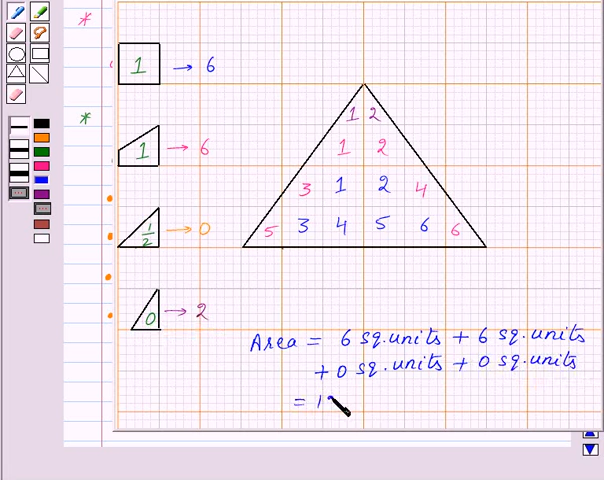 *
1 → 6
1 2
*
1 → 6
1 2
3 1 2 4
1/2 → 0
5 3 4 5 6 6
0 → 2
Area = 6 sq.units + 6 sq.units
+ 0 sq.units + 0 sq.units
= 1